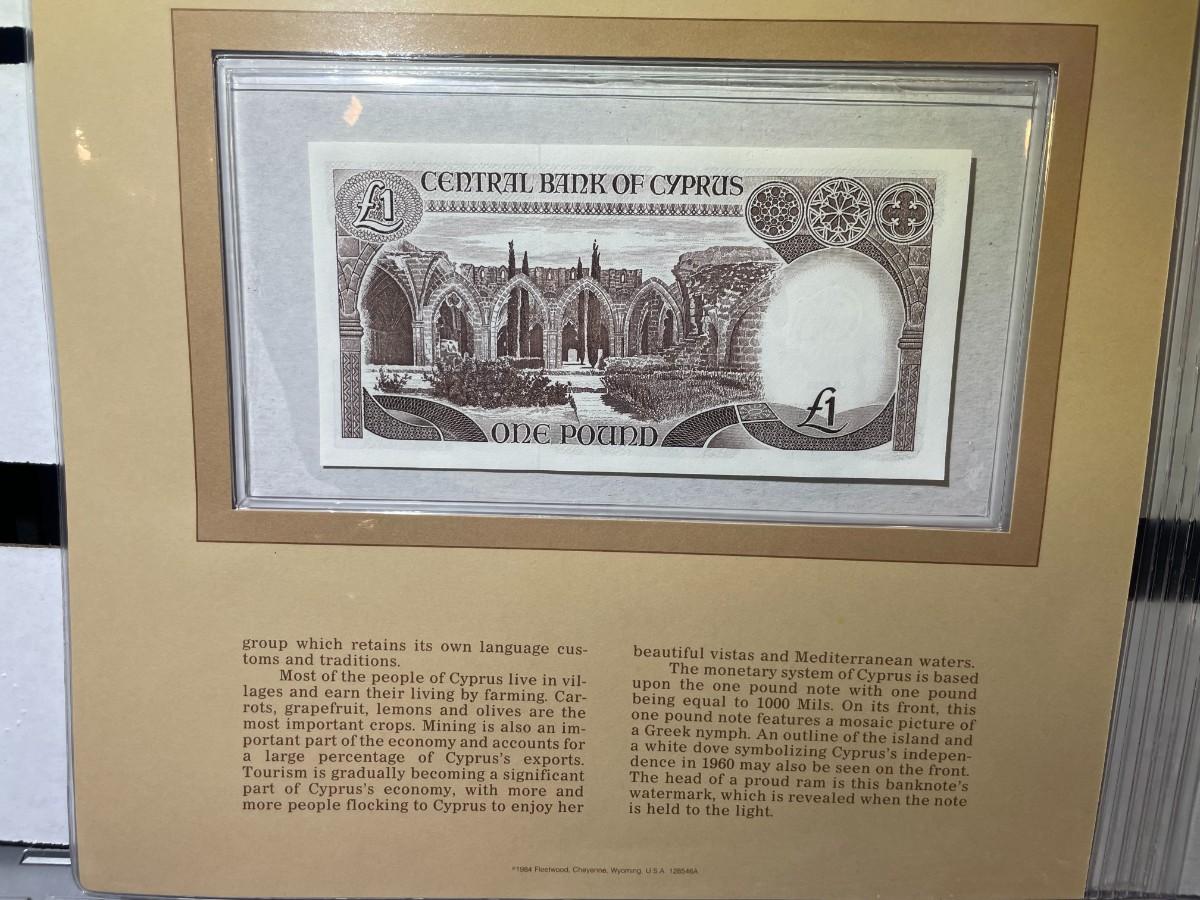 £1
CENTRAL BANK OF CYPRUS
ONE POUND
£1
group which retains its own language cus-
toms and traditions.
Most of the people of Cyprus live in vil-
lages and earn their living by farming. Car-
rots, grapefruit, lemons and olives are the
most important crops. Mining is also an im-
portant part of the economy and accounts for
a large percentage of Cyprus's exports.
Tourism is gradually becoming a significant
part of Cyprus's economy, with more and
more people flocking to Cyprus to enjoy her
beautiful vistas and Mediterranean waters.
The monetary system of Cyprus is based
upon the one pound note with one pound
being equal to 1000 Mils. On its front, this
one pound note features a mosaic picture of
a Greek nymph. An outline of the island and
a white dove symbolizing Cyprus's indepen-
dence in 1960 may also be seen on the front.
The head of a proud ram is this banknote's
watermark, which is revealed when the note
is held to the light.
©1984 Fleetwood, Cheyenne, Wyoming, U.S.A. 128546A